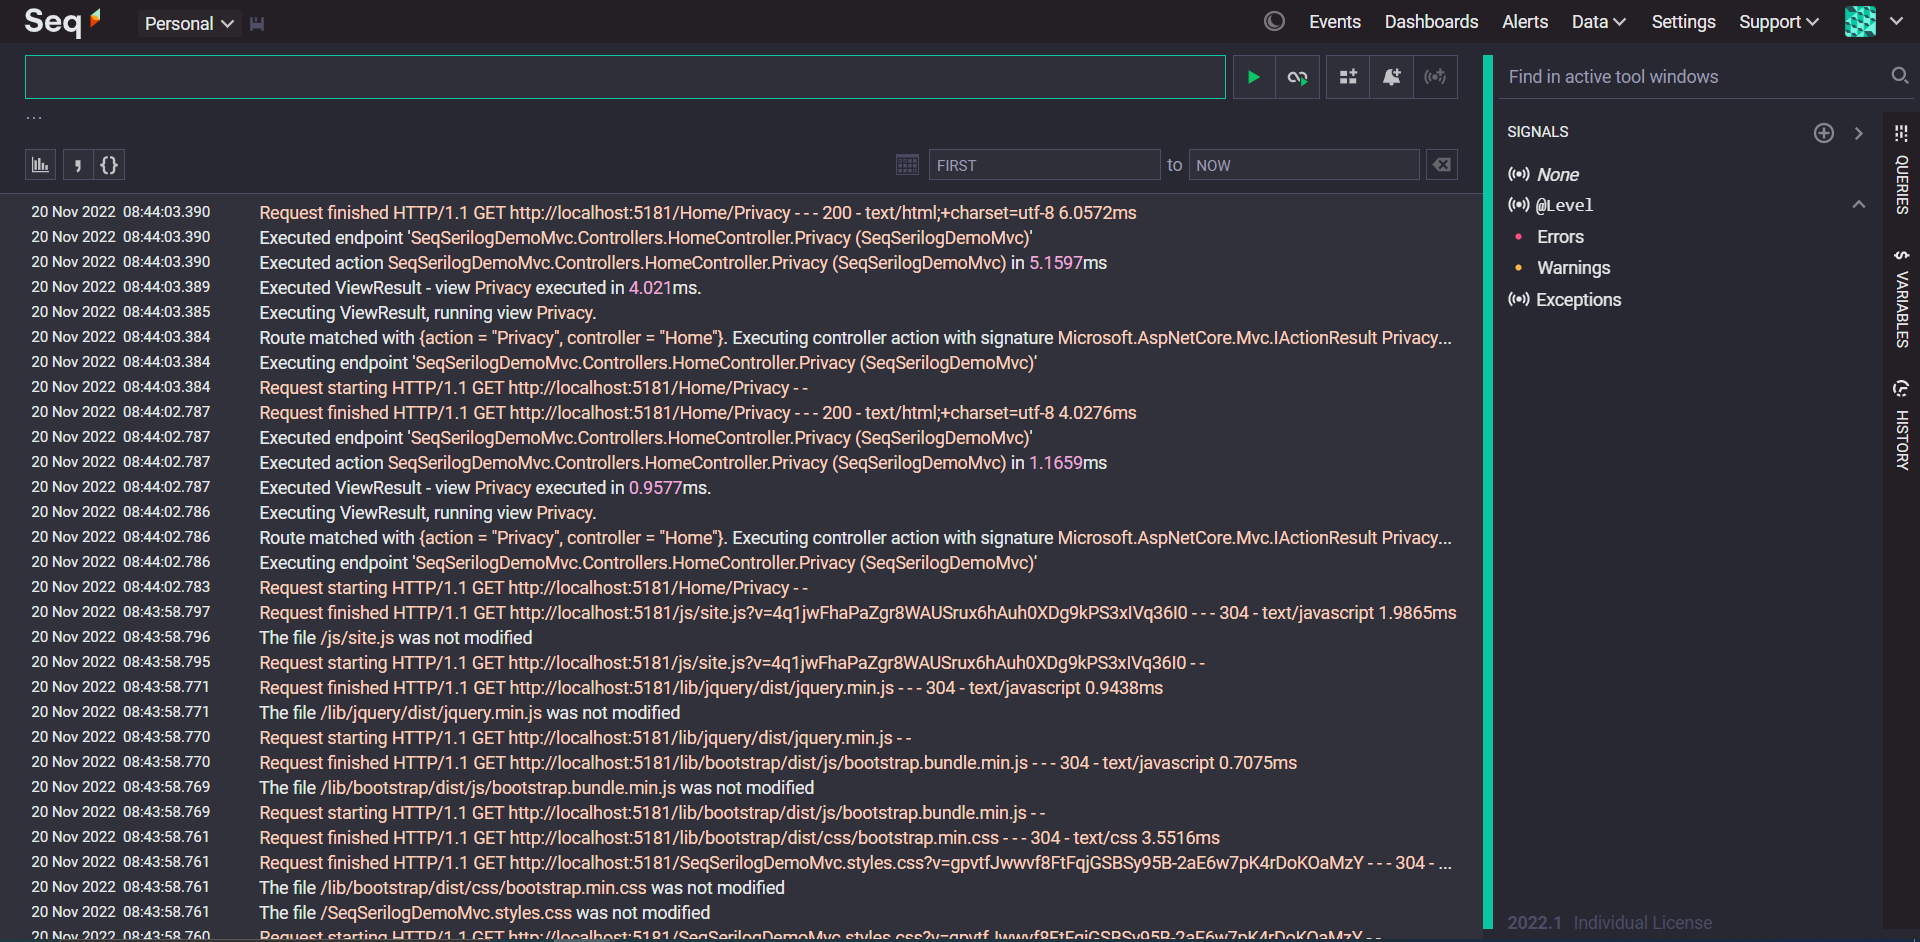 Seq
Personal
Events
Dashboards
Alerts
Data
Settings
Support
...
FIRST
to
NOW
20 Nov 2022 08:44:03.390 Request finished HTTP/1.1 GET http://localhost:5181/Home/Privacy - - - 200 - text/html;+charset=utf-8 6.0572ms
20 Nov 2022 08:44:03.390 Executed endpoint 'SeqSerilogDemoMvc.Controllers.HomeController.Privacy (SeqSerilogDemoMvc)'
20 Nov 2022 08:44:03.390 Executed action SeqSerilogDemoMvc.Controllers.HomeController.Privacy (SeqSerilogDemoMvc) in 5.1597ms
20 Nov 2022 08:44:03.389 Executed ViewResult - view Privacy executed in 4.021ms.
20 Nov 2022 08:44:03.385 Executing ViewResult, running view Privacy.
20 Nov 2022 08:44:03.384 Route matched with {action = "Privacy", controller = "Home"}. Executing controller action with signature Microsoft.AspNetCore.Mvc.IActionResult Privacy...
20 Nov 2022 08:44:03.384 Executing endpoint 'SeqSerilogDemoMvc.Controllers.HomeController.Privacy (SeqSerilogDemoMvc)'
20 Nov 2022 08:44:03.384 Request starting HTTP/1.1 GET http://localhost:5181/Home/Privacy - -
20 Nov 2022 08:44:02.787 Request finished HTTP/1.1 GET http://localhost:5181/Home/Privacy - - - 200 - text/html;+charset=utf-8 4.0276ms
20 Nov 2022 08:44:02.787 Executed endpoint 'SeqSerilogDemoMvc.Controllers.HomeController.Privacy (SeqSerilogDemoMvc)'
20 Nov 2022 08:44:02.787 Executed action SeqSerilogDemoMvc.Controllers.HomeController.Privacy (SeqSerilogDemoMvc) in 1.1659ms
20 Nov 2022 08:44:02.787 Executed ViewResult - view Privacy executed in 0.9577ms.
20 Nov 2022 08:44:02.786 Executing ViewResult, running view Privacy.
20 Nov 2022 08:44:02.786 Route matched with {action = "Privacy", controller = "Home"}. Executing controller action with signature Microsoft.AspNetCore.Mvc.IActionResult Privacy...
20 Nov 2022 08:44:02.786 Executing endpoint 'SeqSerilogDemoMvc.Controllers.HomeController.Privacy (SeqSerilogDemoMvc)'
20 Nov 2022 08:44:02.783 Request starting HTTP/1.1 GET http://localhost:5181/Home/Privacy - -
20 Nov 2022 08:43:58.797 Request finished HTTP/1.1 GET http://localhost:5181/js/site.js?v=4q1jwFhaPaZgr8WAUSrux6hAuh0XDg9kPS3xIVq36I0 - - - 304 - text/javascript 1.9865ms
20 Nov 2022 08:43:58.796 The file /js/site.js was not modified
20 Nov 2022 08:43:58.795 Request starting HTTP/1.1 GET http://localhost:5181/js/site.js?v=4q1jwFhaPaZgr8WAUSrux6hAuh0XDg9kPS3xIVq36I0 - -
20 Nov 2022 08:43:58.771 Request finished HTTP/1.1 GET http://localhost:5181/lib/jquery/dist/jquery.min.js - - - 304 - text/javascript 0.9438ms
20 Nov 2022 08:43:58.771 The file /lib/jquery/dist/jquery.min.js was not modified
20 Nov 2022 08:43:58.770 Request starting HTTP/1.1 GET http://localhost:5181/lib/jquery/dist/jquery.min.js - -
20 Nov 2022 08:43:58.770 Request finished HTTP/1.1 GET http://localhost:5181/lib/bootstrap/dist/js/bootstrap.bundle.min.js - - - 304 - text/javascript 0.7075ms
20 Nov 2022 08:43:58.769 The file /lib/bootstrap/dist/js/bootstrap.bundle.min.js was not modified
20 Nov 2022 08:43:58.769 Request starting HTTP/1.1 GET http://localhost:5181/lib/bootstrap/dist/js/bootstrap.bundle.min.js - -
20 Nov 2022 08:43:58.761 Request finished HTTP/1.1 GET http://localhost:5181/lib/bootstrap/dist/css/bootstrap.min.css - - - 304 - text/css 3.5516ms
20 Nov 2022 08:43:58.761 Request finished HTTP/1.1 GET http://localhost:5181/SeqSerilogDemoMvc.styles.css?v=gpvtfJwwvf8FtFqjGSBSy95B-2aE6w7pK4rDoKOaMzY - - - 304 - ...
20 Nov 2022 08:43:58.761 The file /lib/bootstrap/dist/css/bootstrap.min.css was not modified
20 Nov 2022 08:43:58.761 The file /SeqSerilogDemoMvc.styles.css was not modified
20 Nov 2022 08:43:58.760 Request starting HTTP/1.1 GET http://localhost:5181/SeqSerilogDemoMvc.styles.css?v=gpvtfJwwvf8FtFqjGSBSy95B-2aE6w7pK4rDoKOaMzY - -
Find in active tool windows
SIGNALS
None
@Level
Errors
Warnings
Exceptions
QUERIES
$ VARIABLES
HISTORY
2022.1 Individual License